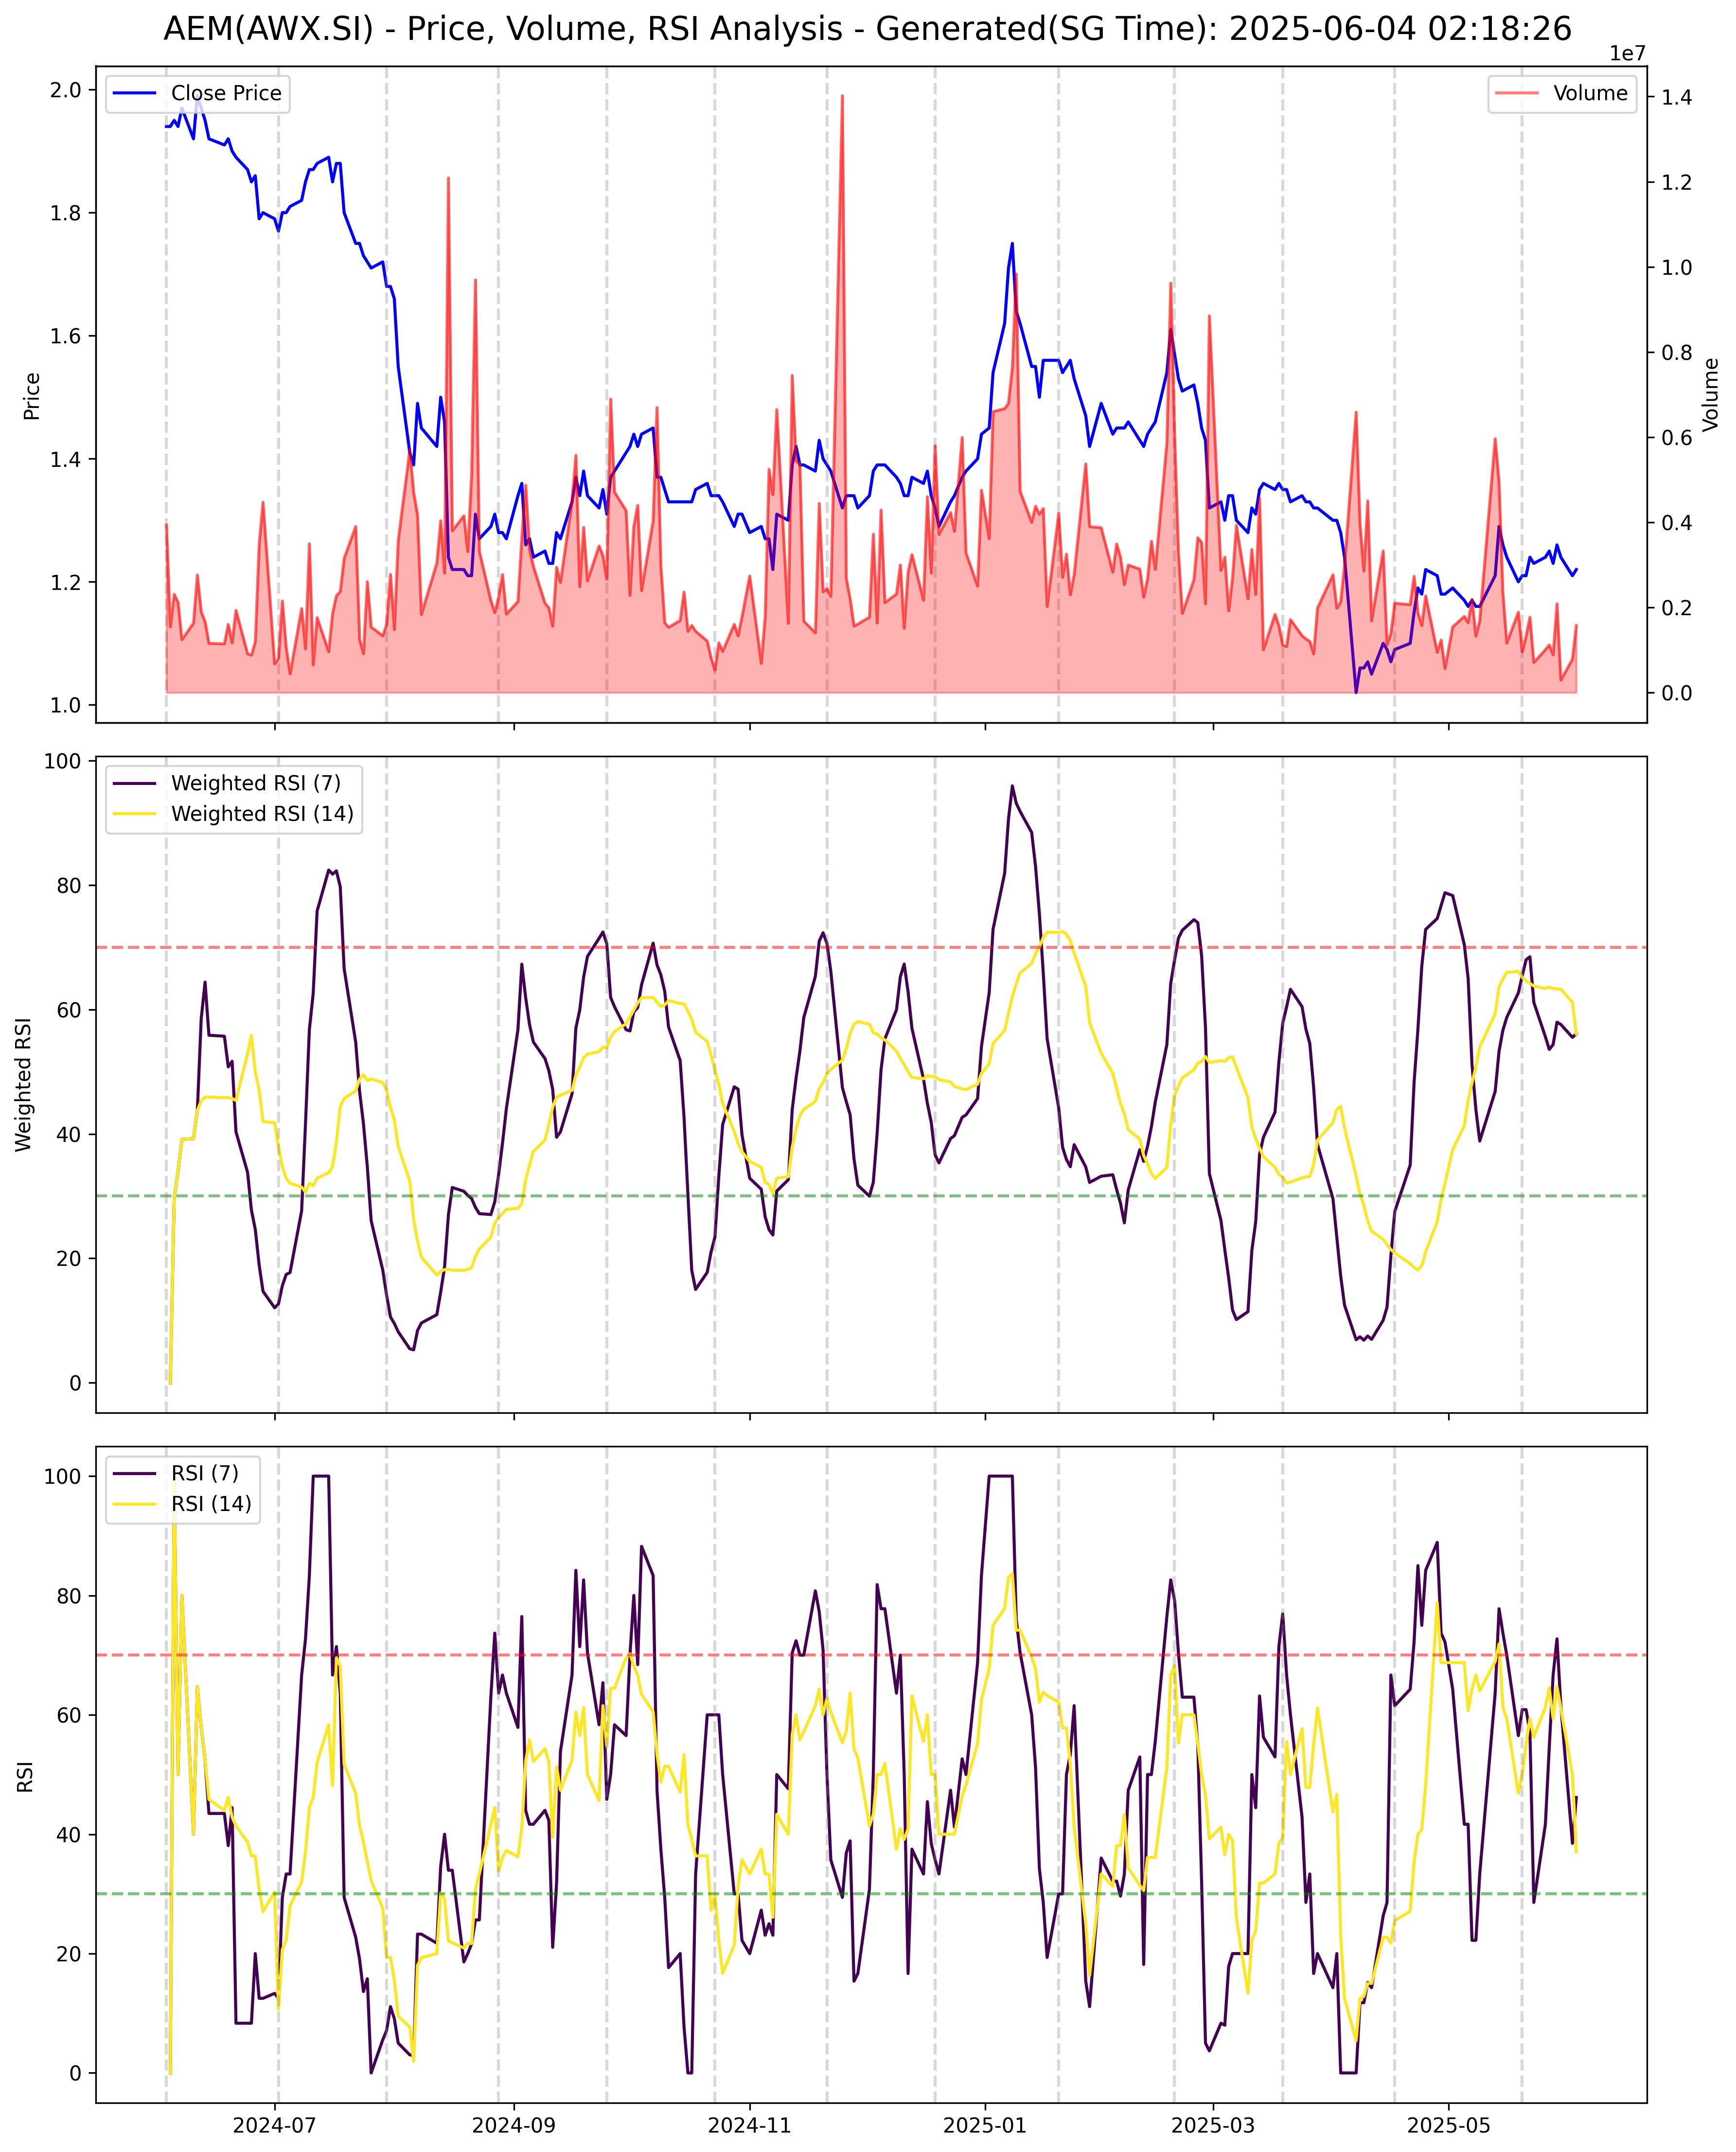 AEM(AWX.SI) - Price, Volume, RSI Analysis - Generated(SG Time): 2025-06-04 02:18:26
1e7
Close Price
Volume
2.0
1.8
1.6
1.4
1.2
1.0
Price
1.4
1.2
1.0
0.8
0.6
0.4
0.2
0.0
Volume
Weighted RSI (7)
Weighted RSI (14)
100
80
60
40
20
0
Weighted RSI
RSI (7)
RSI (14)
100
80
60
40
20
0
RSI
2024-07
2024-09
2024-11
2025-01
2025-03
2025-05